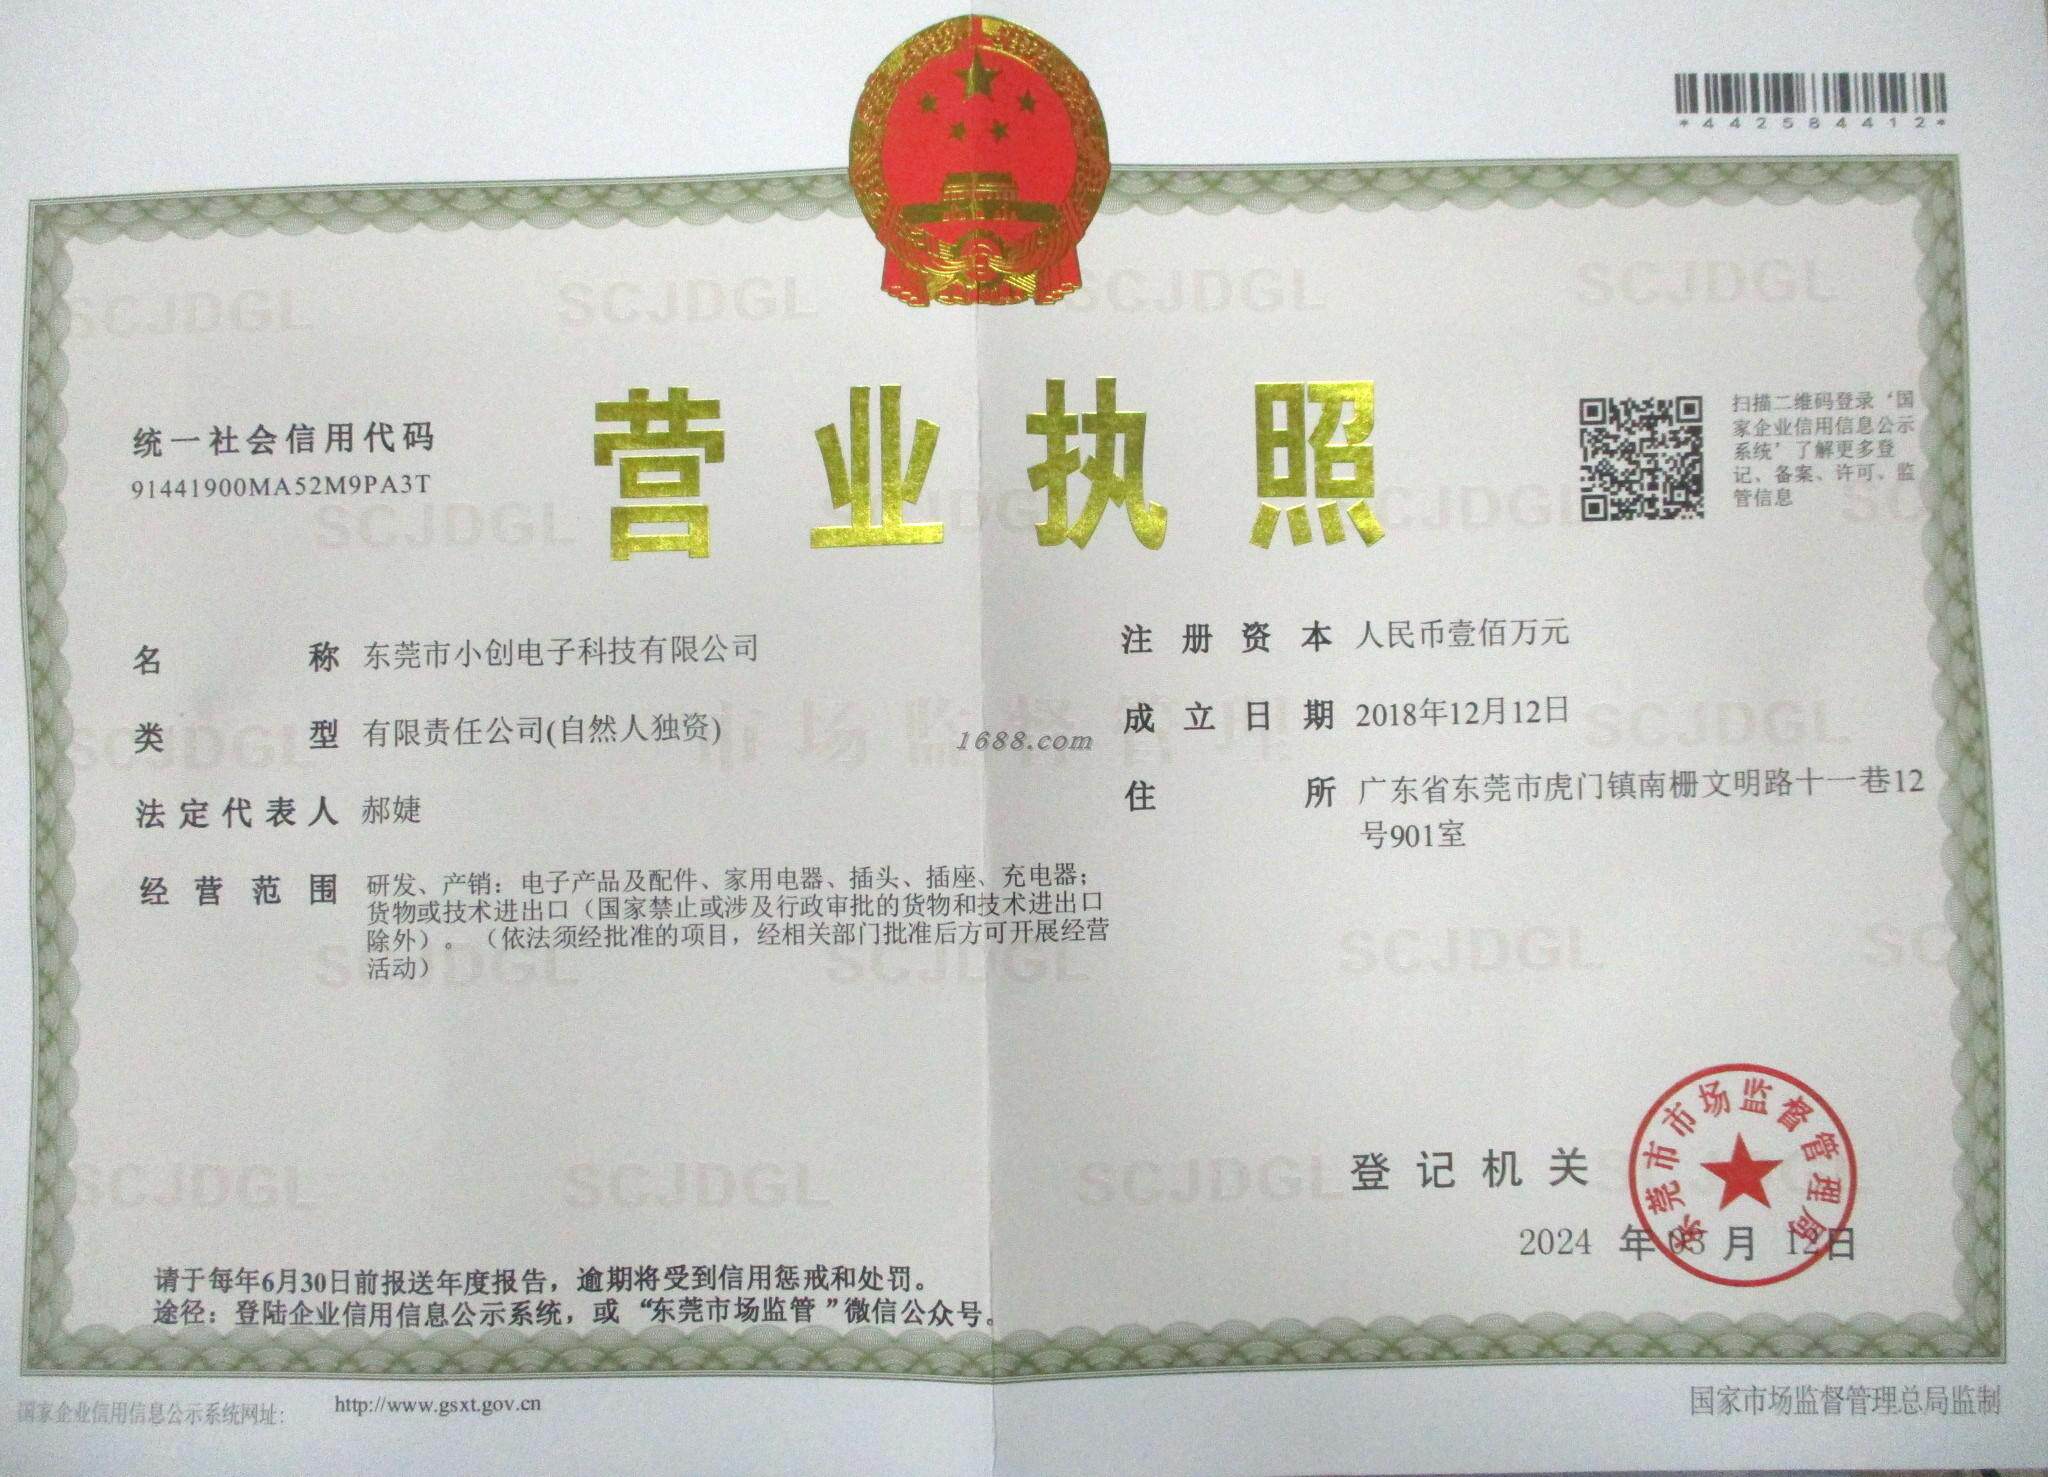 *442584412*
营业执照
统一社会信用代码
91441900MA52M9PA3T
扫描二维码登录‘国
家企业信用信息公示
系统’了解更多登
记、备案、许可、监
管信息
名称 东莞市小创电子科技有限公司
类型 有限责任公司(自然人独资)
法定代表人 郝婕
经营范围 研发、产销：电子产品及配件、家用电器、插头、插座、充电器；
货物或技术进出口（国家禁止或涉及行政审批的货物和技术进出口
除外）。（依法须经批准的项目，经相关部门批准后方可开展经营
活动）
注册资本 人民币壹佰万元
成立日期 2018年12月12日
住所 广东省东莞市虎门镇南栅文明路十一巷12
号901室
1688.com
市场监督管理
SCJDGL
登记机关
东莞市市场监督管理局
2024 年 月 12日
请于每年6月30日前报送年度报告，逾期将受到信用惩戒和处罚。
途径：登陆企业信用信息公示系统，或“东莞市场监管”微信公众号。
国家企业信用信息公示系统网址：
http://www.gsxt.gov.cn
国家市场监督管理总局监制